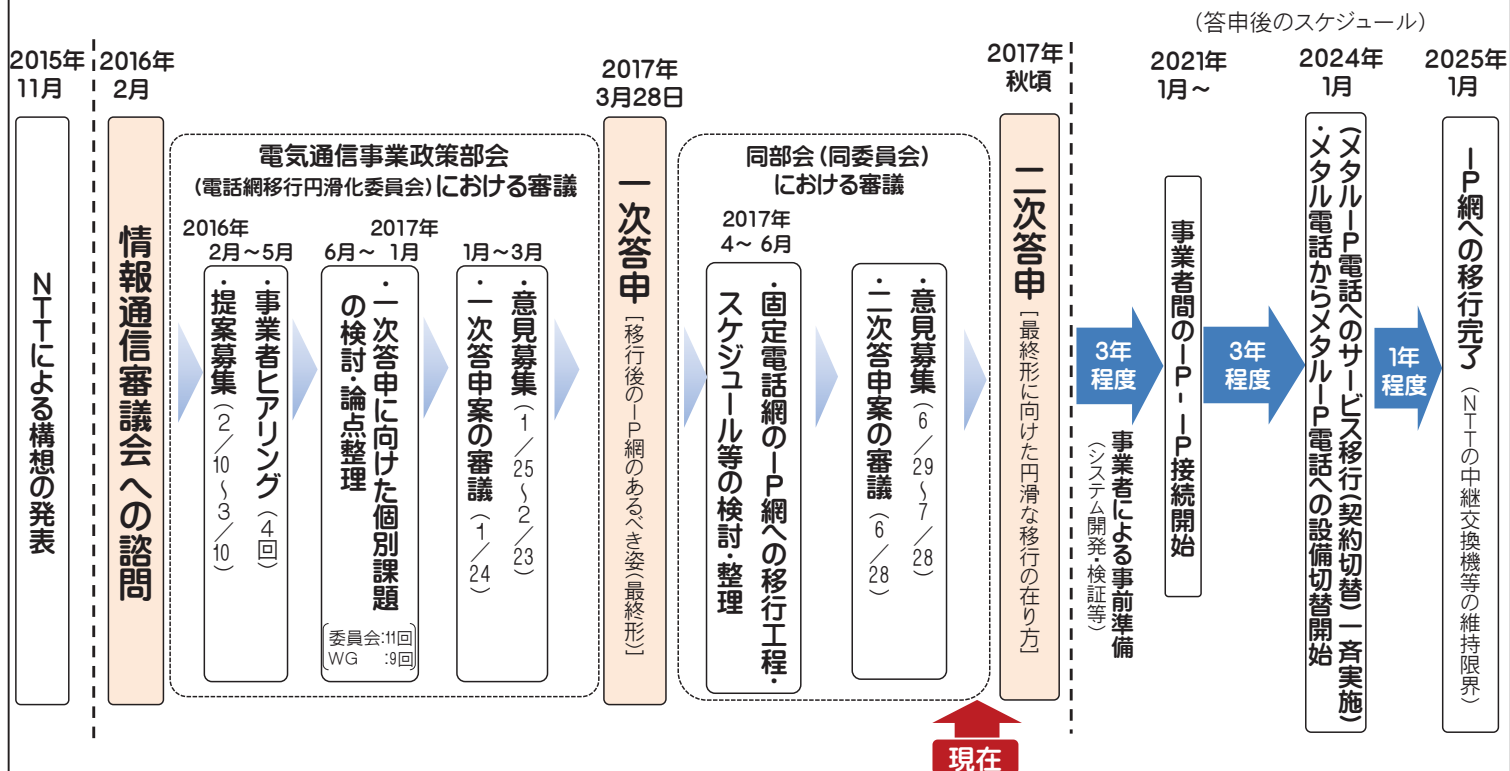 (答申後のスケジュール)
2015年
11月
NTTによる構想の発表
2016年
2月
情報通信審議会への諮問
電気通信事業政策部会
(電話網移行円滑化委員会)における審議
2016年
2月~5月
・提案募集(2/10~3/10)
・事業者ヒアリング(4回)
2017年
6月~ 1月
・一次答申に向けた個別課題
の検討・論点整理
委員会:11回
WG :9回
1月~3月
・一次答申案の審議(1/24)
・意見募集(1/25~2/23)
2017年
3月28日
一次答申[移行後のIP網のあるべき姿(最終形)]
同部会(同委員会)
における審議
2017年
4~ 6月
・固定電話網のIP網への移行工程・
スケジュール等の検討・整理
・二次答申案の審議(6/28)
・意見募集(6/29~7/28)
2017年
秋頃
二次答申[最終形に向けた円滑な移行の在り方]
現在
3年
程度
事業者による事前準備
(システム開発・検証等)
2021年
1月~
事業者間のIP-IP接続開始
3年
程度
2024年
1月
・メタル電話からメタルIP電話への設備切替開始
(メタルIP電話へのサービス移行(契約切替)一斉実施)
1年
程度
2025年
1月
IP網への移行完了(NTTの中継交換機等の維持限界)